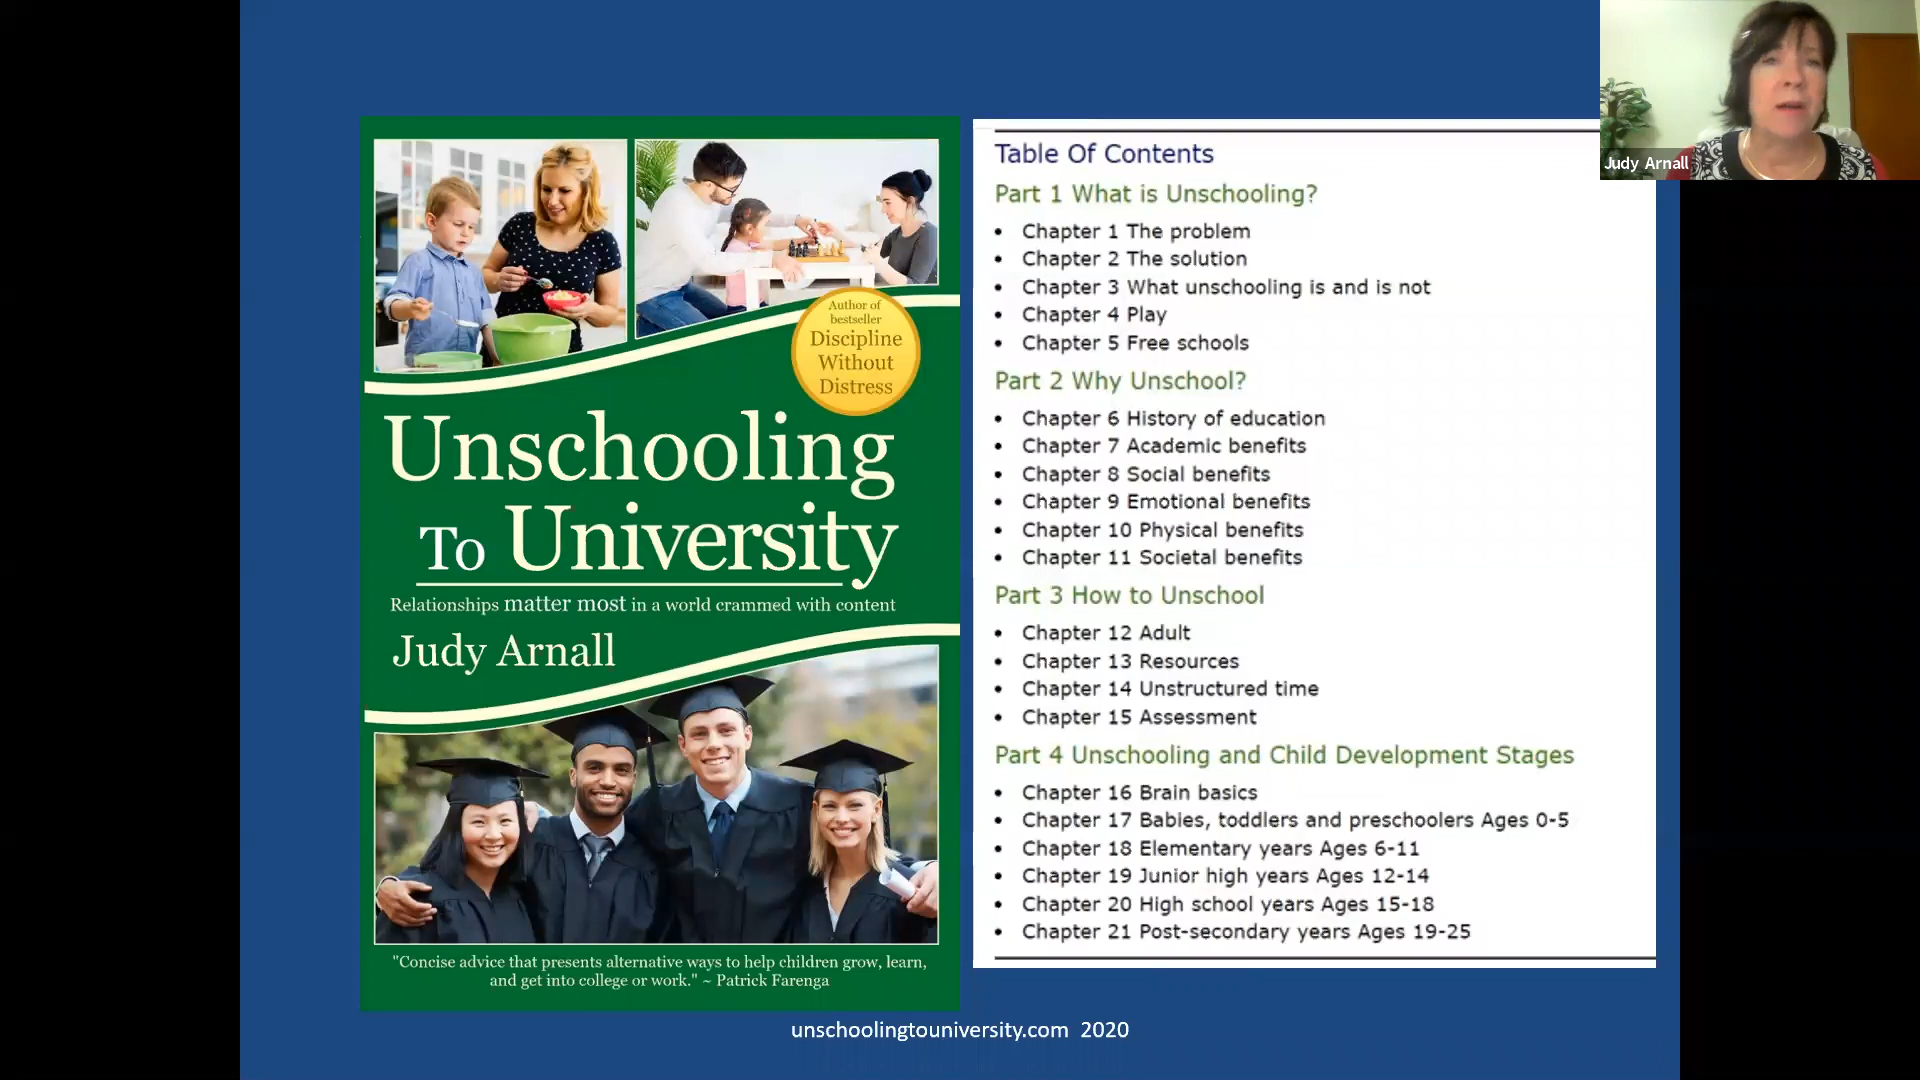 Author of
bestseller
Discipline
Without
Distress
Unschooling
To University
Relationships matter most in a world crammed with content
Judy Arnall
"Concise advice that presents alternative ways to help children grow, learn,
and get into college or work." ~ Patrick Farenga
Table Of Contents
Part 1 What is Unschooling?
• Chapter 1 The problem
• Chapter 2 The solution
• Chapter 3 What unschooling is and is not
• Chapter 4 Play
• Chapter 5 Free schools
Part 2 Why Unschool?
• Chapter 6 History of education
• Chapter 7 Academic benefits
• Chapter 8 Social benefits
• Chapter 9 Emotional benefits
• Chapter 10 Physical benefits
• Chapter 11 Societal benefits
Part 3 How to Unschool
• Chapter 12 Adult
• Chapter 13 Resources
• Chapter 14 Unstructured time
• Chapter 15 Assessment
Part 4 Unschooling and Child Development Stages
• Chapter 16 Brain basics
• Chapter 17 Babies, toddlers and preschoolers Ages 0-5
• Chapter 18 Elementary years Ages 6-11
• Chapter 19 Junior high years Ages 12-14
• Chapter 20 High school years Ages 15-18
• Chapter 21 Post-secondary years Ages 19-25
unschoolingtouniversity.com 2020
Judy Arnall